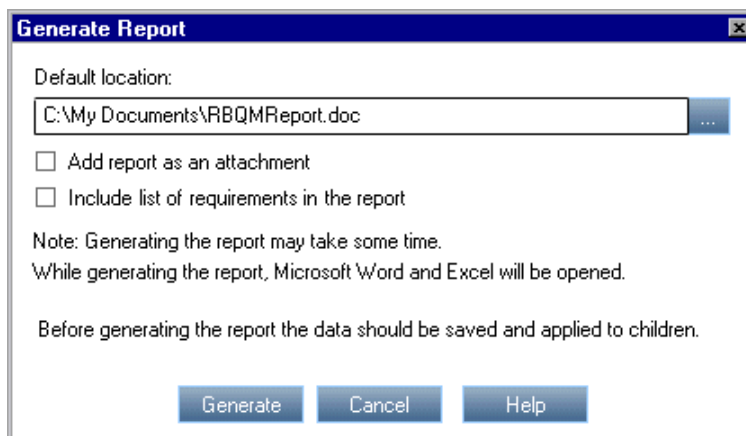 Generate Report
Default location:
C:\My Documents\RBQMReport.doc
...
Add report as an attachment
Include list of requirements in the report
Note: Generating the report may take some time.
While generating the report, Microsoft Word and Excel will be opened.
Before generating the report the data should be saved and applied to children.
Generate Cancel Help